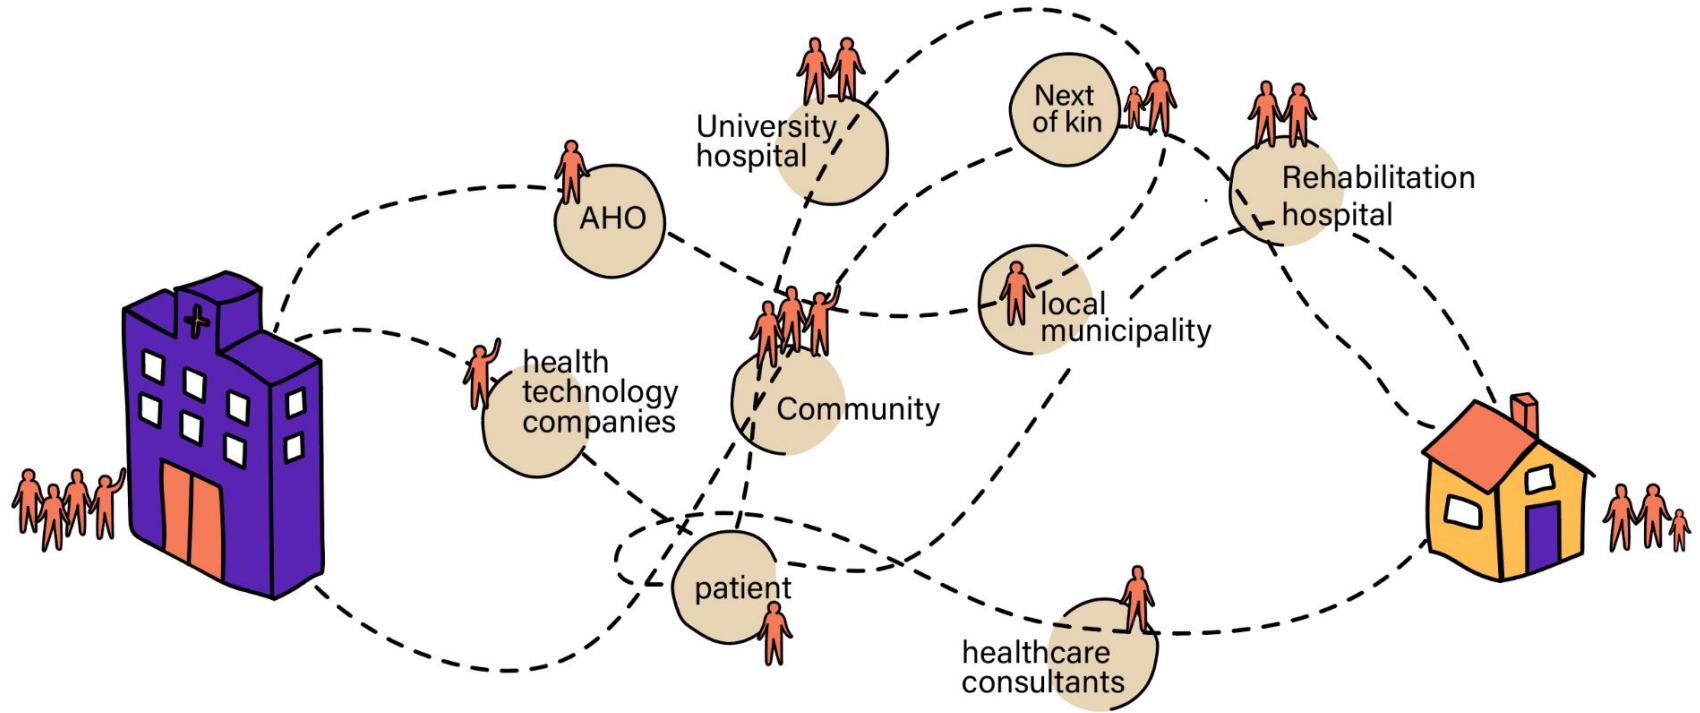 University
hospital
Next
of kin
Rehabilitation
hospital
AHO
local
municipality
health
technology
companies
Community
patient
healthcare
consultants